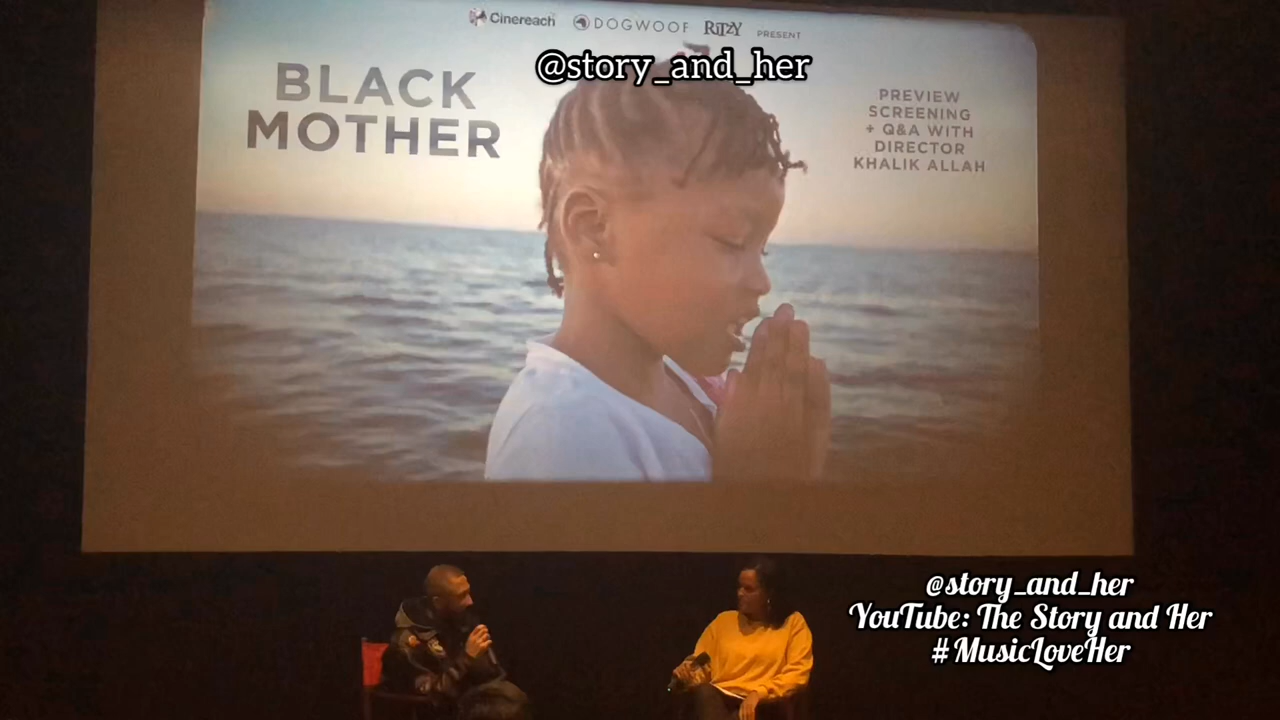 Cinereach DOGWOOF RiTZY PRESENT
@story_and_her
BLACK
MOTHER
PREVIEW
SCREENING
+ Q&A WITH
DIRECTOR
KHALIK ALLAH
@story_and_her
YouTube: The Story and Her
#MusicLoveHer